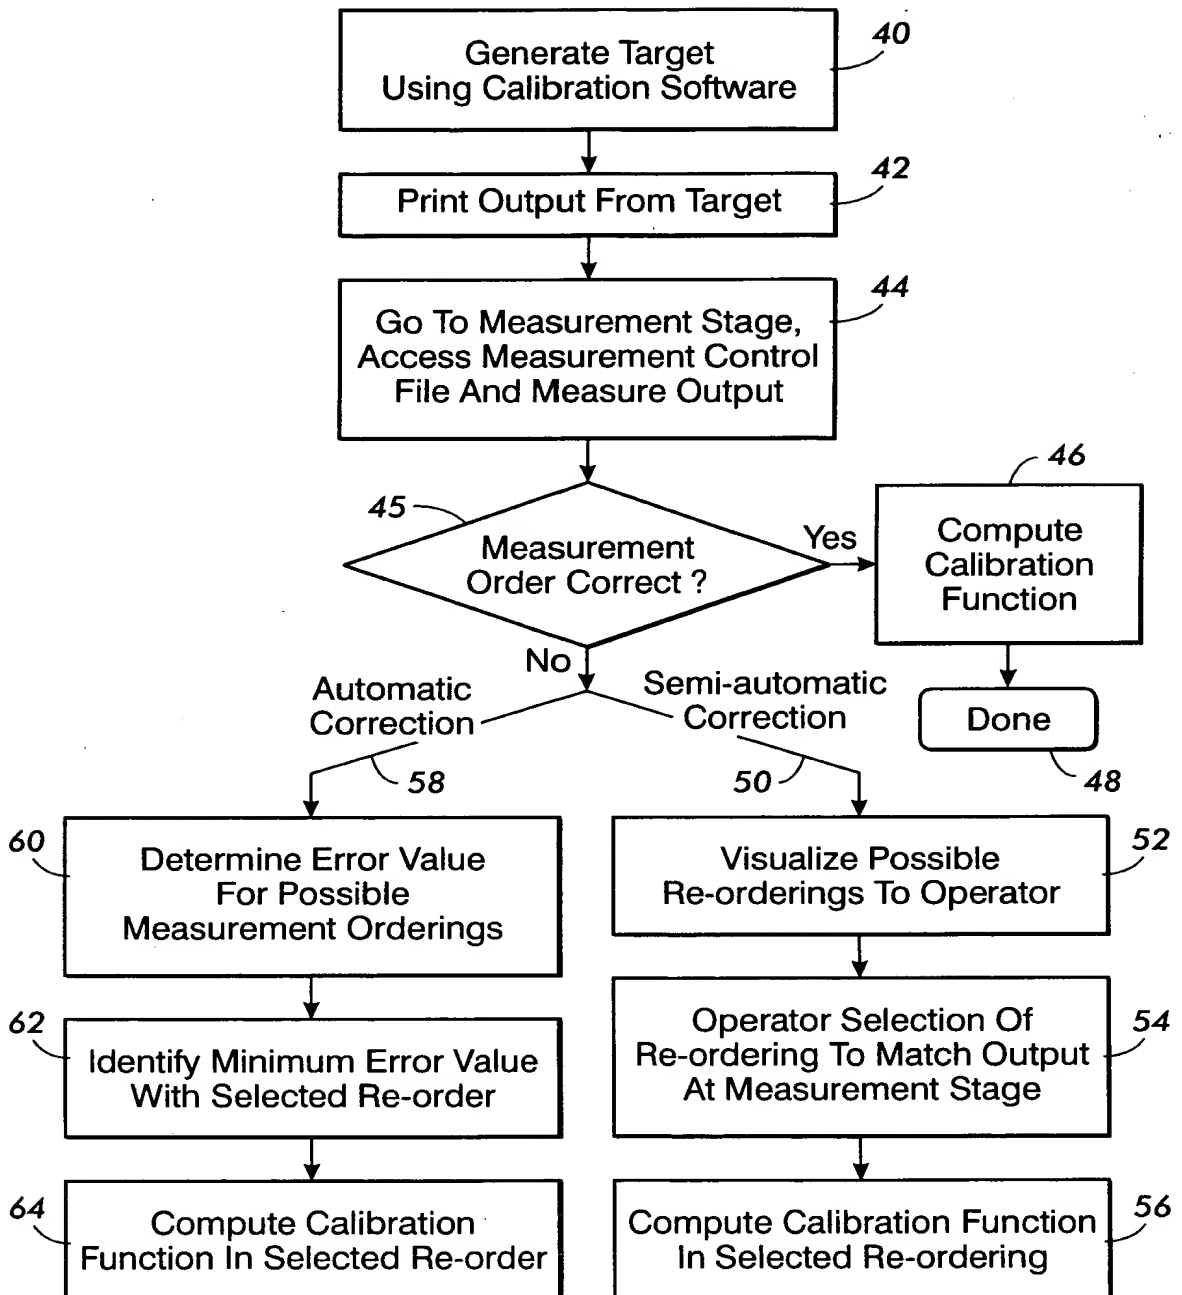 40
Generate Target
Using Calibration Software
42
Print Output From Target
44
Go To Measurement Stage,
Access Measurement Control
File And Measure Output
45
Measurement
Order Correct ?
Yes
46
Compute
Calibration
Function
No
Automatic
Correction
Semi-automatic
Correction
Done
48
58
50
60
Determine Error Value
For Possible
Measurement Orderings
52
Visualize Possible
Re-orderings To Operator
62
Identify Minimum Error Value
With Selected Re-order
54
Operator Selection Of
Re-ordering To Match Output
At Measurement Stage
64
Compute Calibration
Function In Selected Re-order
56
Compute Calibration Function
In Selected Re-ordering